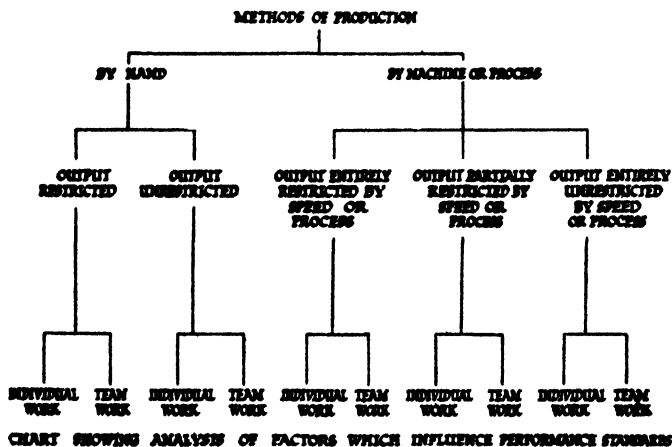 METHODS OF PRODUCTION
BY HAND
BY MACHINE OR PROCESS
OUTPUT
RESTRICTED
OUTPUT
UNRESTRICTED
OUTPUT ENTIRELY
RESTRICTED BY
SPEED OR
PROCESS
OUTPUT PARTIALLY
RESTRICTED BY
SPEED OR
PROCESS
OUTPUT ENTIRELY
UNRESTRICTED
BY SPEED
OR PROCESS
INDIVIDUAL
WORK
TEAM
WORK
INDIVIDUAL
WORK
TEAM
WORK
INDIVIDUAL
WORK
TEAM
WORK
INDIVIDUAL
WORK
TEAM
WORK
INDIVIDUAL
WORK
TEAM
WORK
CHART SHOWING ANALYSIS OF FACTORS WHICH INFLUENCE PERFORMANCE STANDARDS